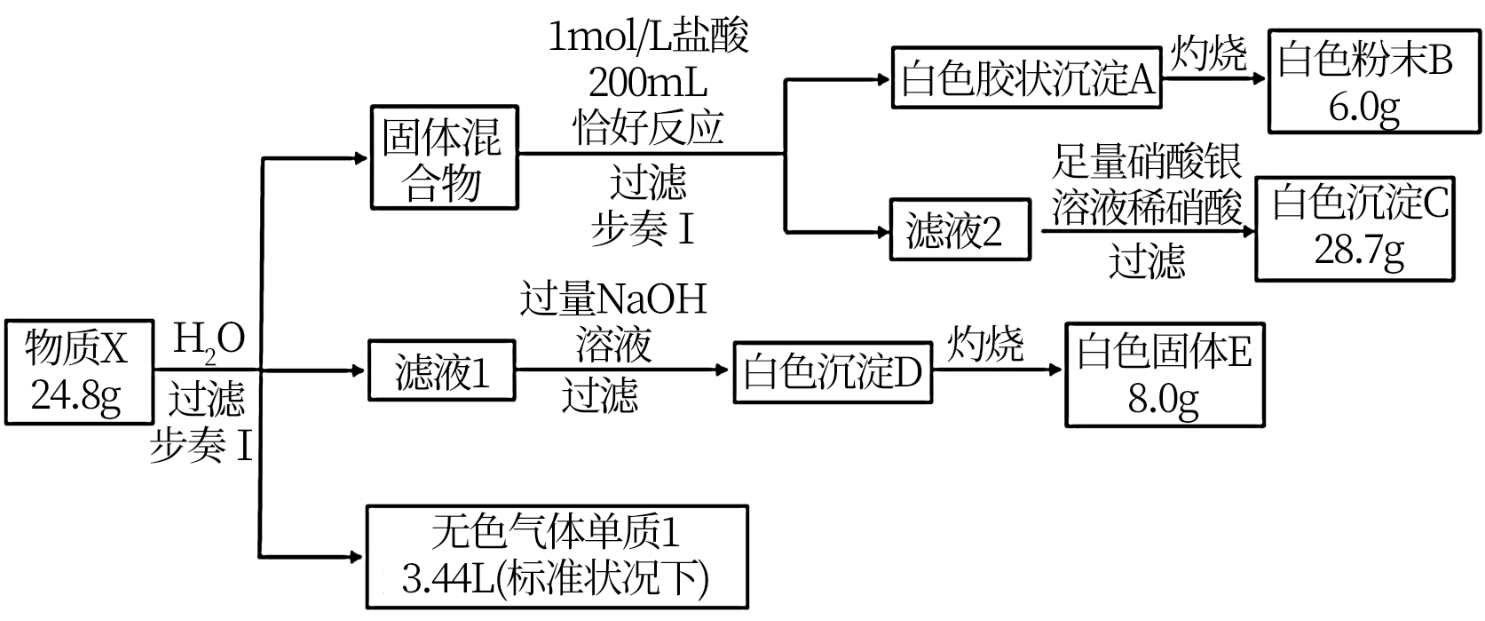 物质X
24.8g
H₂O
过滤
步奏Ⅰ
固体混
合物
1mol/L盐酸
200mL
恰好反应
过滤
步奏Ⅰ
白色胶状沉淀A
灼烧
白色粉末B
6.0g
滤液2
足量硝酸银
溶液稀硝酸
过滤
白色沉淀C
28.7g
滤液1
过量NaOH
溶液
过滤
白色沉淀D
灼烧
白色固体E
8.0g
无色气体单质1
3.44L(标准状况下)